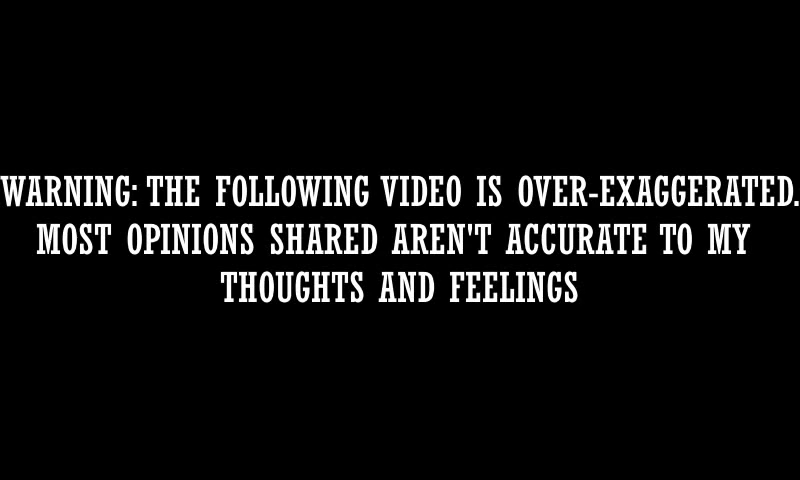 WARNING: THE FOLLOWING VIDEO IS OVER-EXAGGERATED.
MOST OPINIONS SHARED AREN'T ACCURATE TO MY
THOUGHTS AND FEELINGS